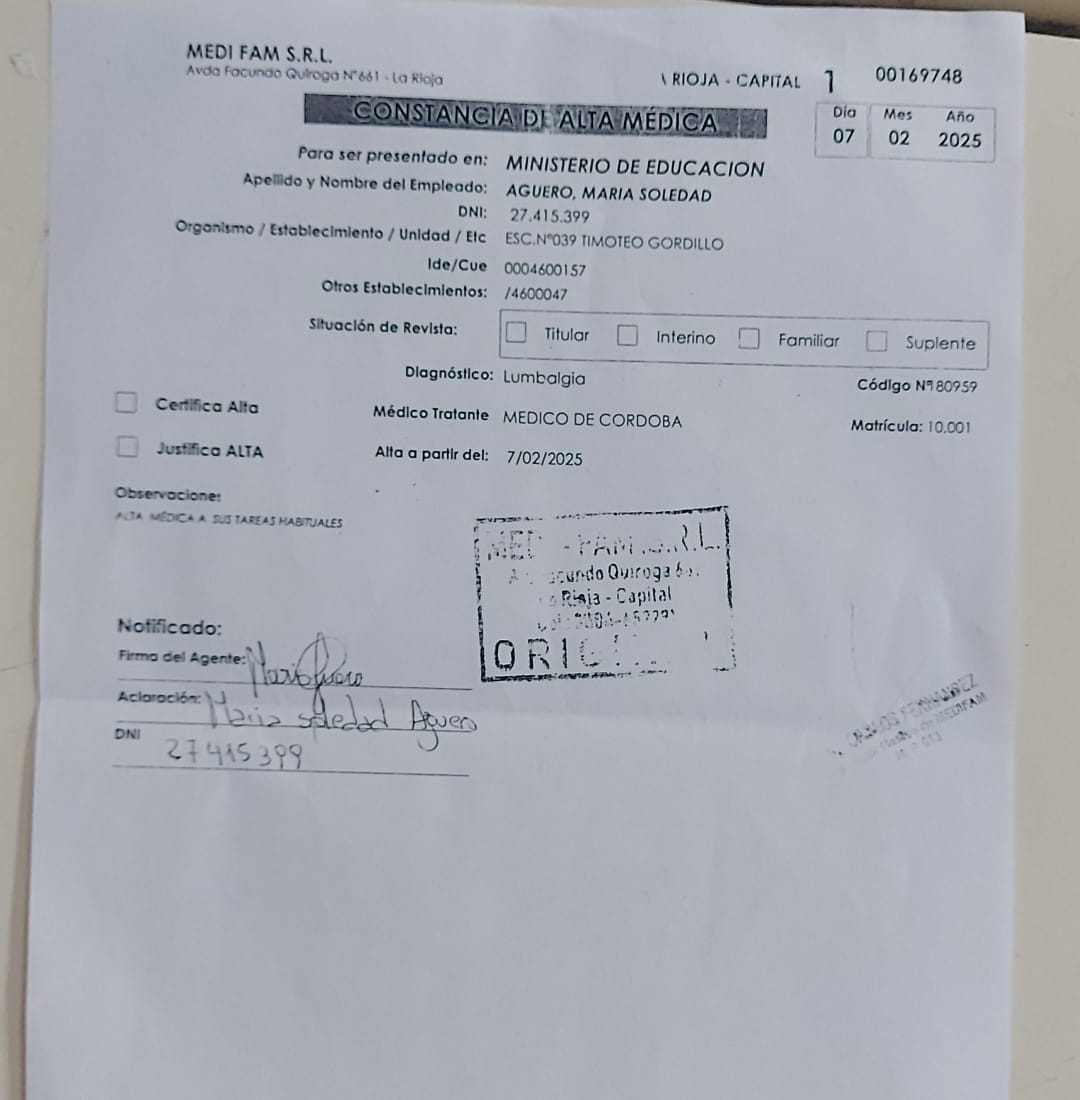 MEDI FAM S.R.L.
Avda Facundo Quiroga N°661 - La Rioja
RIOJA - CAPITAL 1 00169748
CONSTANCIA DE ALTA MÉDICA
Día Mes Año
07 02 2025
Para ser presentado en: MINISTERIO DE EDUCACION
Apellido y Nombre del Empleado: AGUERO, MARIA SOLEDAD
DNI: 27.415.399
Organismo / Establecimiento / Unidad / Etc ESC.N°039 TIMOTEO GORDILLO
Ide/Cue 0004600157
Otros Establecimientos: /4600047
Situación de Revista: Titular Interino Familiar Suplente
Diagnóstico: Lumbalgia Código Nº 80959
Certifica Alta Médico Tratante MEDICO DE CORDOBA Matrícula: 10.001
Justifica ALTA Alta a partir del: 7/02/2025
Observacione:
ALTA MÉDICA A SUS TAREAS HABITUALES
MED - FAM S.R.L.
Quiroga
Rioja - Capital
Notificado:
Firma del Agente:
Aclaración: Maria Soledad Aguero
DNI 27415399
FERNANDEZ
MEDIFAM